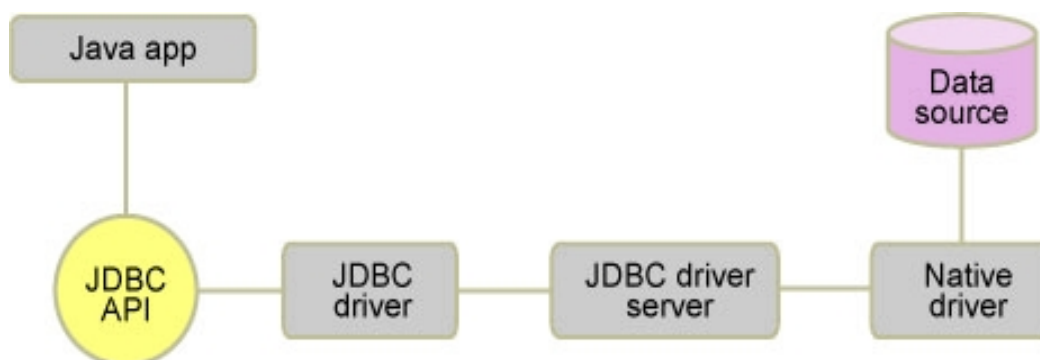 Java app
Data
source
JDBC
API
JDBC
driver
JDBC driver
server
Native
driver